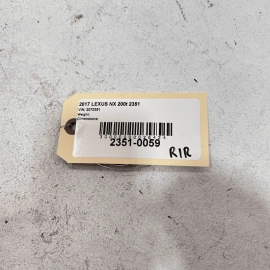 2017 LEXUS NX 200t 2351
VIN: 2072351
Weight:
Dimensions:
2351-0059
R1R